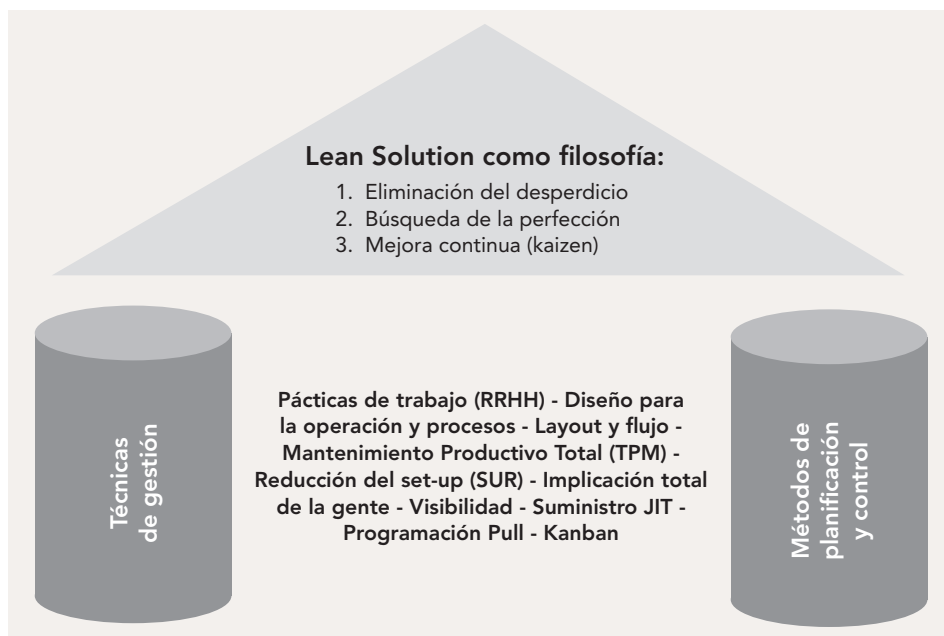 Lean Solution como filosofía:
1. Eliminación del desperdicio
2. Búsqueda de la perfección
3. Mejora continua (kaizen)
Técnicas
de gestión
Pácticas de trabajo (RRHH) - Diseño para
la operación y procesos - Layout y flujo -
Mantenimiento Productivo Total (TPM) -
Reducción del set-up (SUR) - Implicación total
de la gente - Visibilidad - Suministro JIT -
Programación Pull - Kanban
Métodos de
planificación
y control